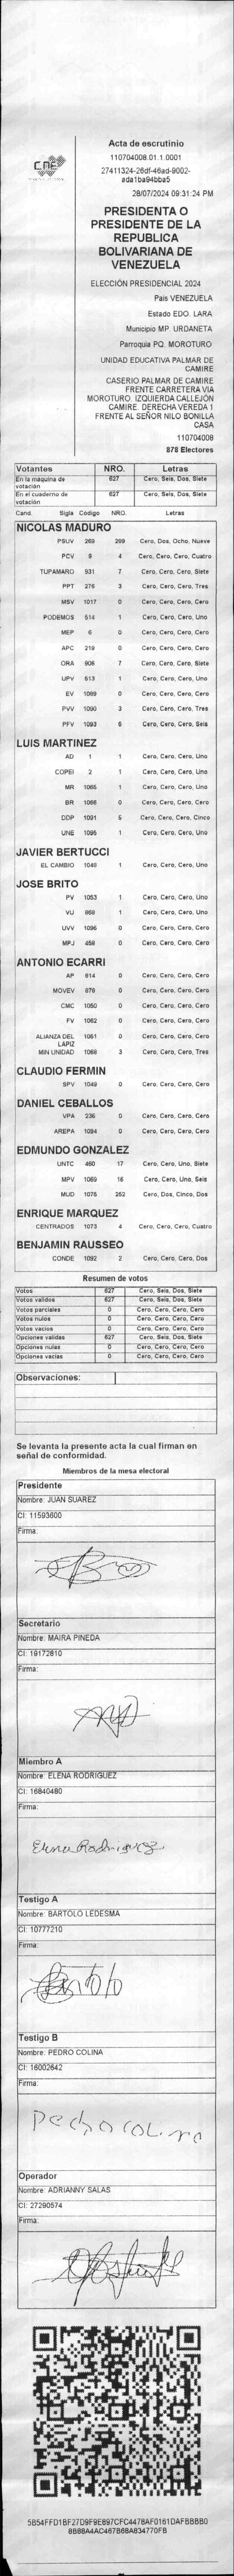 CNE
Acta de escrutinio
110704008.01.1.0001
27411324-26df-46ad-9002-
ada1ba94bba5
28/07/2024 09:31:24 PM
PRESIDENTA O
PRESIDENTE DE LA
REPUBLICA
BOLIVARIANA DE
VENEZUELA
ELECCIÓN PRESIDENCIAL 2024
País VENEZUELA
Estado EDO. LARA
Municipio MP. URDANETA
Parroquia PQ. MOROTURO
UNIDAD EDUCATIVA PALMAR DE
CAMIRE
CASERIO PALMAR DE CAMIRE
FRENTE CARRETERA VIA
MOROTURO. IZQUIERDA CALLEJÓN
CAMIRE. DERECHA VEREDA 1
FRENTE AL SEÑOR NILO BONILLA
CASA
110704008
878 Electores
Votantes NRO. Letras
En la máquina de votación 627 Cero, Seis, Dos, Siete
En el cuaderno de votación 627 Cero, Seis, Dos, Siete
Cand. Sigla Código NRO. Letras
NICOLAS MADURO
PSUV 269 289 Cero, Dos, Ocho, Nueve
PCV 9 4 Cero, Cero, Cero, Cuatro
TUPAMARO 931 7 Cero, Cero, Cero, Siete
PPT 276 3 Cero, Cero, Cero, Tres
MSV 1017 0 Cero, Cero, Cero, Cero
PODEMOS 514 1 Cero, Cero, Cero, Uno
MEP 6 0 Cero, Cero, Cero, Cero
APC 219 0 Cero, Cero, Cero, Cero
ORA 906 7 Cero, Cero, Cero, Siete
UPV 613 1 Cero, Cero, Cero, Uno
EV 1089 0 Cero, Cero, Cero, Cero
PVV 1090 3 Cero, Cero, Cero, Tres
PFV 1093 6 Cero, Cero, Cero, Seis
LUIS MARTINEZ
AD 1 1 Cero, Cero, Cero, Uno
COPEI 2 1 Cero, Cero, Cero, Uno
MR 1065 1 Cero, Cero, Cero, Uno
BR 1066 0 Cero, Cero, Cero, Cero
DDP 1091 5 Cero, Cero, Cero, Cinco
UNE 1095 1 Cero, Cero, Cero, Uno
JAVIER BERTUCCI
EL CAMBIO 1048 1 Cero, Cero, Cero, Uno
JOSE BRITO
PV 1053 1 Cero, Cero, Cero, Uno
VU 868 1 Cero, Cero, Cero, Uno
UVV 1096 0 Cero, Cero, Cero, Cero
MPJ 458 0 Cero, Cero, Cero, Cero
ANTONIO ECARRI
AP 814 0 Cero, Cero, Cero, Cero
MOVEV 878 0 Cero, Cero, Cero, Cero
CMC 1050 0 Cero, Cero, Cero, Cero
FV 1062 0 Cero, Cero, Cero, Cero
ALIANZA DEL LAPIZ 1051 0 Cero, Cero, Cero, Cero
MIN UNIDAD 1068 3 Cero, Cero, Cero, Tres
CLAUDIO FERMIN
SPV 1049 0 Cero, Cero, Cero, Cero
DANIEL CEBALLOS
VPA 236 0 Cero, Cero, Cero, Cero
AREPA 1094 0 Cero, Cero, Cero, Cero
EDMUNDO GONZALEZ
UNTC 460 17 Cero, Cero, Uno, Siete
MPV 1069 16 Cero, Cero, Uno, Seis
MUD 1076 252 Cero, Dos, Cinco, Dos
ENRIQUE MARQUEZ
CENTRADOS 1073 4 Cero, Cero, Cero, Cuatro
BENJAMIN RAUSSEO
CONDE 1092 2 Cero, Cero, Cero, Dos
Resumen de votos
Votos 627 Cero, Seis, Dos, Siete
Votos validos 627 Cero, Seis, Dos, Siete
Votos parciales 0 Cero, Cero, Cero, Cero
Votos nulos 0 Cero, Cero, Cero, Cero
Votos vacios 0 Cero, Cero, Cero, Cero
Opciones validas 627 Cero, Seis, Dos, Siete
Opciones nulas 0 Cero, Cero, Cero, Cero
Opciones vacias 0 Cero, Cero, Cero, Cero
Observaciones:
Se levanta la presente acta la cual firman en
señal de conformidad.
Miembros de la mesa electoral
Presidente
Nombre: JUAN SUAREZ
CI: 11593600
Firma:
Secretario
Nombre: MAIRA PINEDA
CI: 19172810
Firma:
Miembro A
Nombre: ELENA RODRIGUEZ
CI: 16840480
Firma:
Elena Rodriguez
Testigo A
Nombre: BARTOLO LEDESMA
CI: 10777210
Firma:
Testigo B
Nombre: PEDRO COLINA
CI: 16002642
Firma:
Pedro Colina
Operador
Nombre: ADRIANNY SALAS
CI: 27290574
Firma:
5B54FFD1BF27D9F9E897CFC4478AF0161DAFBBBB0
8B88A4AC467B68A834770FB